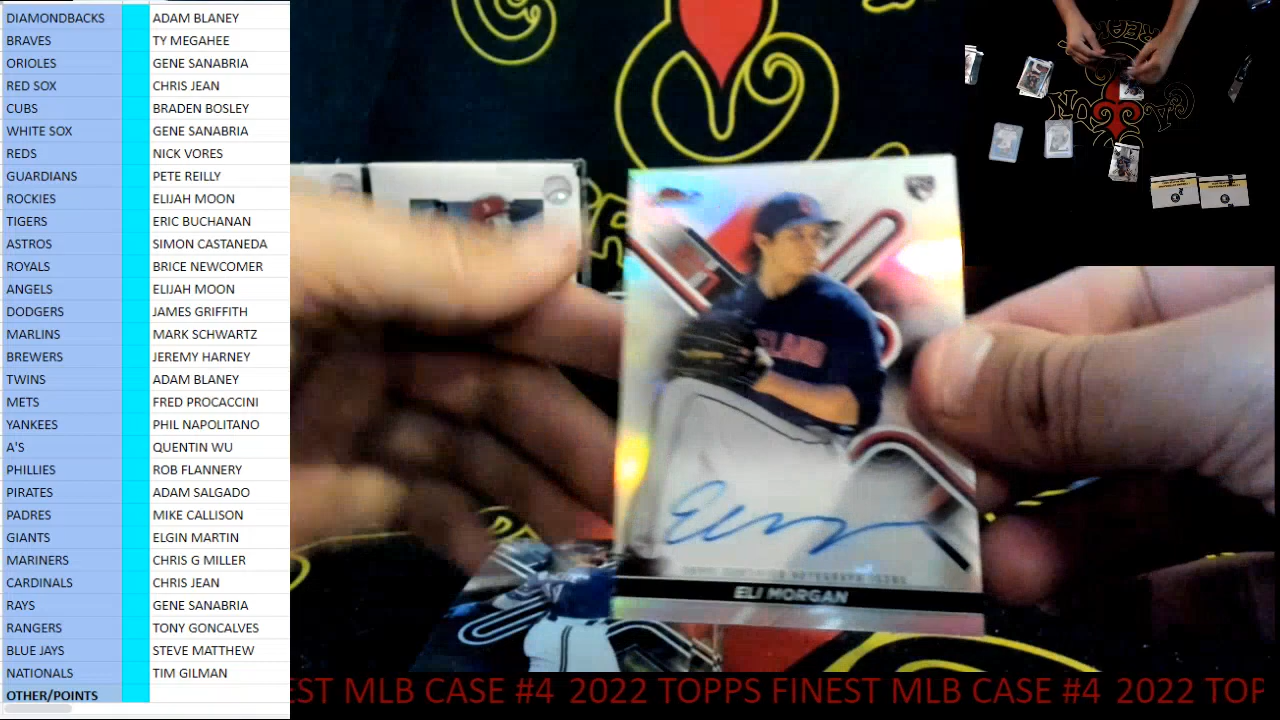 DIAMONDBACKS ADAM BLANEY
BRAVES TY MEGAHEE
ORIOLES GENE SANABRIA
RED SOX CHRIS JEAN
CUBS BRADEN BOSLEY
WHITE SOX GENE SANABRIA
REDS NICK VORES
GUARDIANS PETE REILLY
ROCKIES ELIJAH MOON
TIGERS ERIC BUCHANAN
ASTROS SIMON CASTANEDA
ROYALS BRICE NEWCOMER
ANGELS ELIJAH MOON
DODGERS JAMES GRIFFITH
MARLINS MARK SCHWARTZ
BREWERS JEREMY HARNEY
TWINS ADAM BLANEY
METS FRED PROCACCINI
YANKEES PHIL NAPOLITANO
A'S QUENTIN WU
PHILLIES ROB FLANNERY
PIRATES ADAM SALGADO
PADRES MIKE CALLISON
GIANTS ELGIN MARTIN
MARINERS CHRIS G MILLER
CARDINALS CHRIS JEAN
RAYS GENE SANABRIA
RANGERS TONY GONCALVES
BLUE JAYS STEVE MATTHEW
NATIONALS TIM GILMAN
OTHER/POINTS
ELI MORGAN
EST MLB CASE #4 2022 TOPPS FINEST MLB CASE #4 2022 TOP